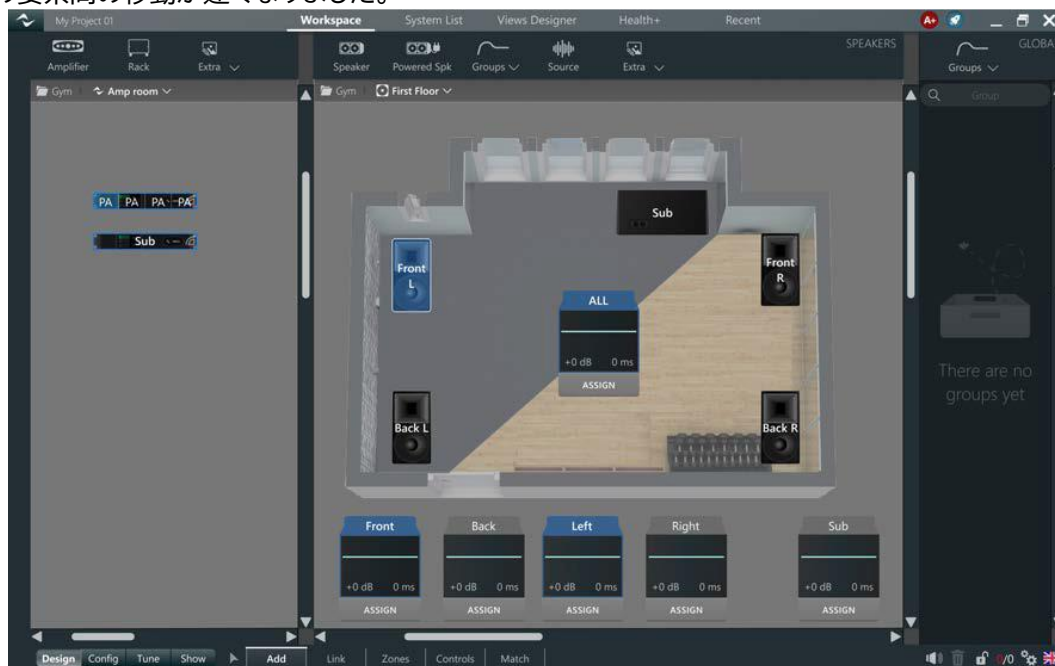 My Project 01 Workspace System List Views Designer Health+ Recent A+
SPEAKERS GLOBA
Amplifier Rack Extra Speaker Powered Spk Groups Source Extra Groups
Gym Amp room Gym First Floor Group
PA PA PA PA
Sub
Sub
Front
L
Front
R
ALL
+0 dB 0 ms
ASSIGN
There are no
groups yet
Back L
Back R
Front Back Left Right Sub
+0 dB 0 ms +0 dB 0 ms +0 dB 0 ms +0 dB 0 ms +0 dB 0 ms
ASSIGN ASSIGN ASSIGN ASSIGN ASSIGN
Design Config Tune Show Add Link Zones Controls Match 0/0